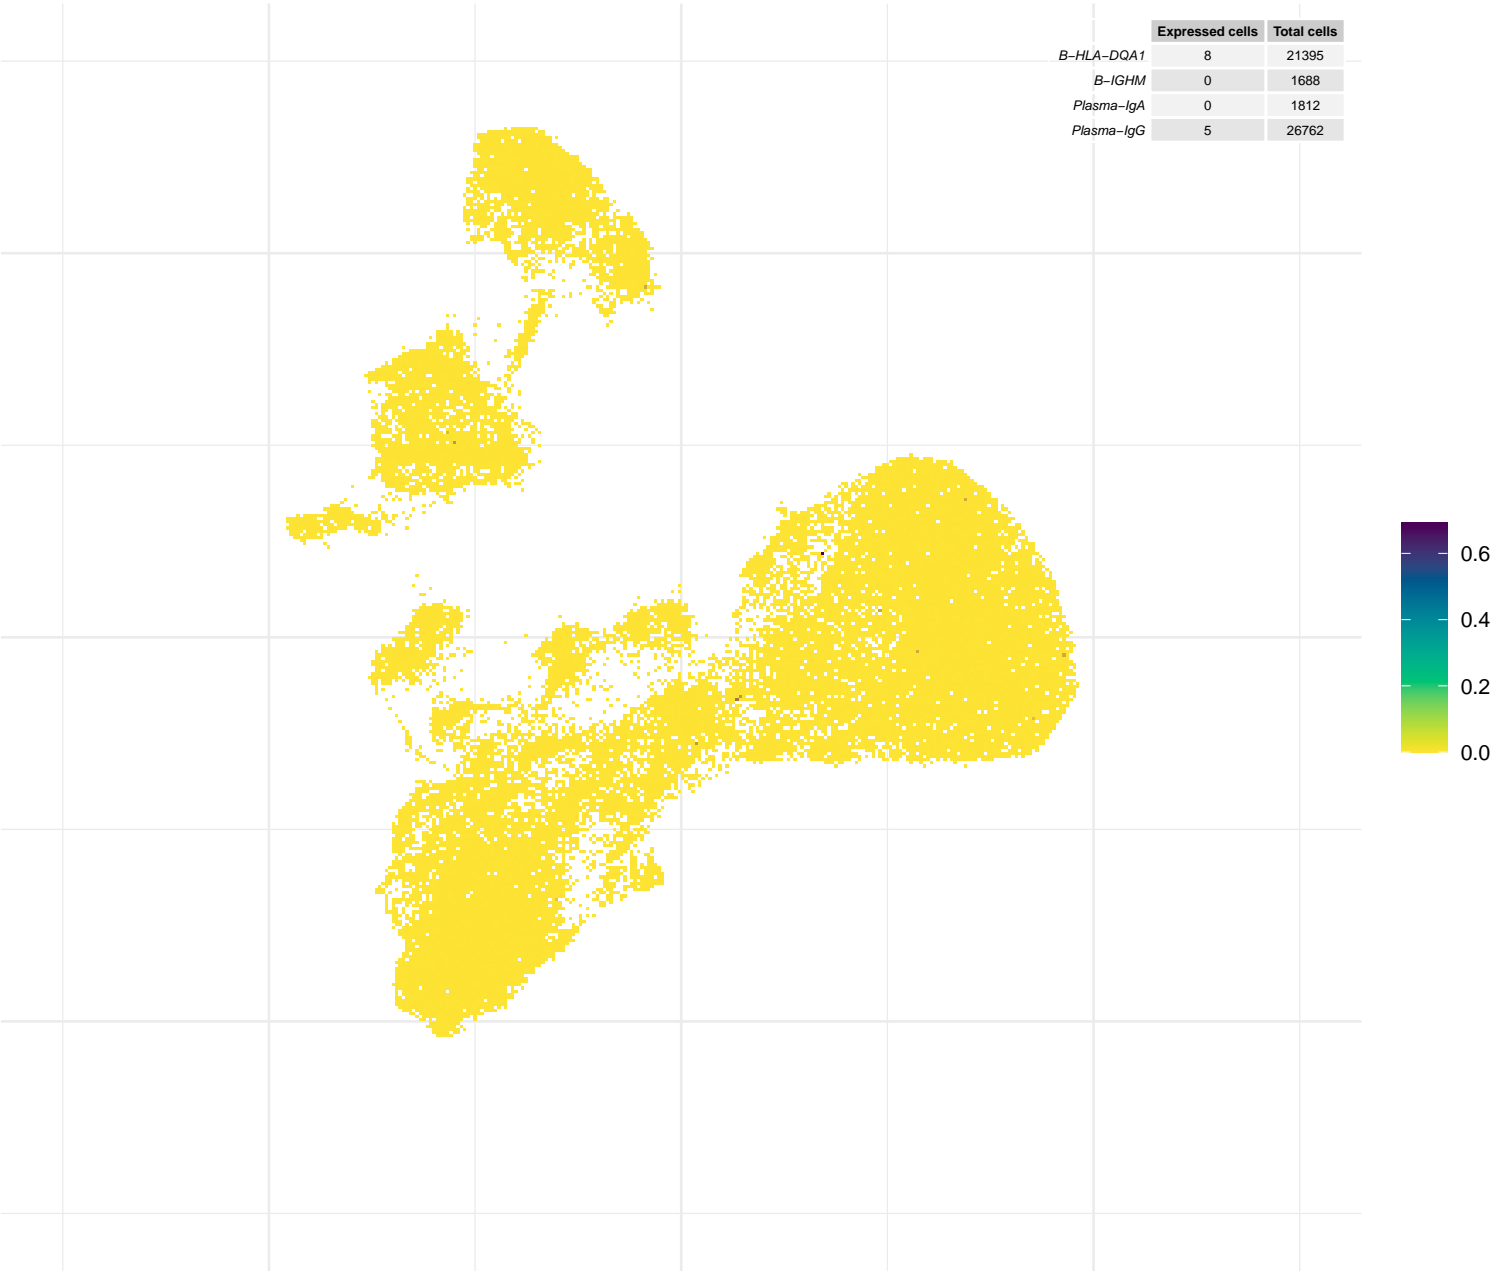 Expressed cells Total cells
B−HLA−DQA1 8 21395
B−IGHM 0 1688
Plasma−IgA 0 1812
Plasma−IgG 5 26762
0.6
0.4
0.2
0.0